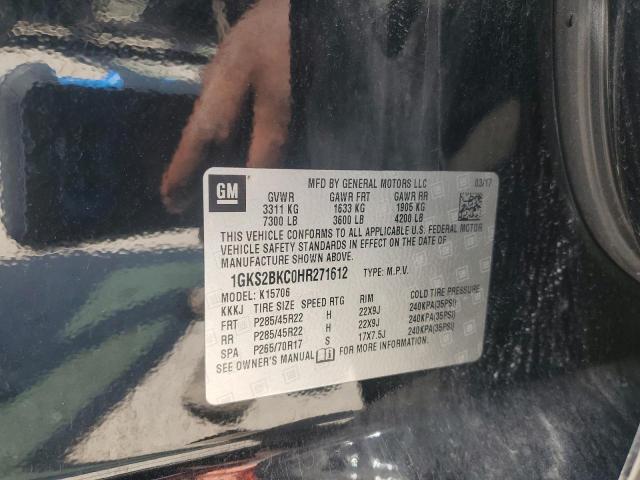 GM
MFD BY GENERAL MOTORS LLC 03/17
GVWR GAWR FRT GAWR RR
3311 KG 1633 KG 1905 KG
7300 LB 3600 LB 4200 LB
THIS VEHICLE CONFORMS TO ALL APPLICABLE U.S. FEDERAL MOTOR
VEHICLE SAFETY STANDARDS IN EFFECT ON THE DATE OF
MANUFACTURE SHOWN ABOVE.
1GKS2BKC0HR271612 TYPE: M.P.V.
MODEL: K15706
KKKJ TIRE SIZE SPEED RTG RIM COLD TIRE PRESSURE
FRT P285/45R22 H 22X9J 240KPA(35PSI)
RR P285/45R22 H 22X9J 240KPA(35PSI)
SPA P265/70R17 S 17X7.5J 240KPA(35PSI)
SEE OWNER'S MANUAL FOR MORE INFORMATION.